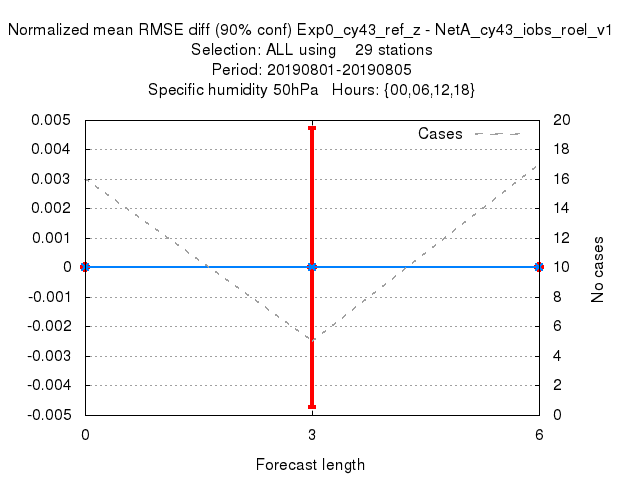 Normalized mean RMSE diff (90% conf) Exp0_cy43_ref_z - NetA_cy43_iobs_roel_v1
Selection: ALL using 29 stations
Period: 20190801-20190805
Specific humidity 50hPa Hours: {00,06,12,18}
Cases
0.005
0.004
0.003
0.002
0.001
0
-0.001
-0.002
-0.003
-0.004
-0.005
20
18
16
14
12
10
8
6
4
2
0
No cases
0 3 6
Forecast length